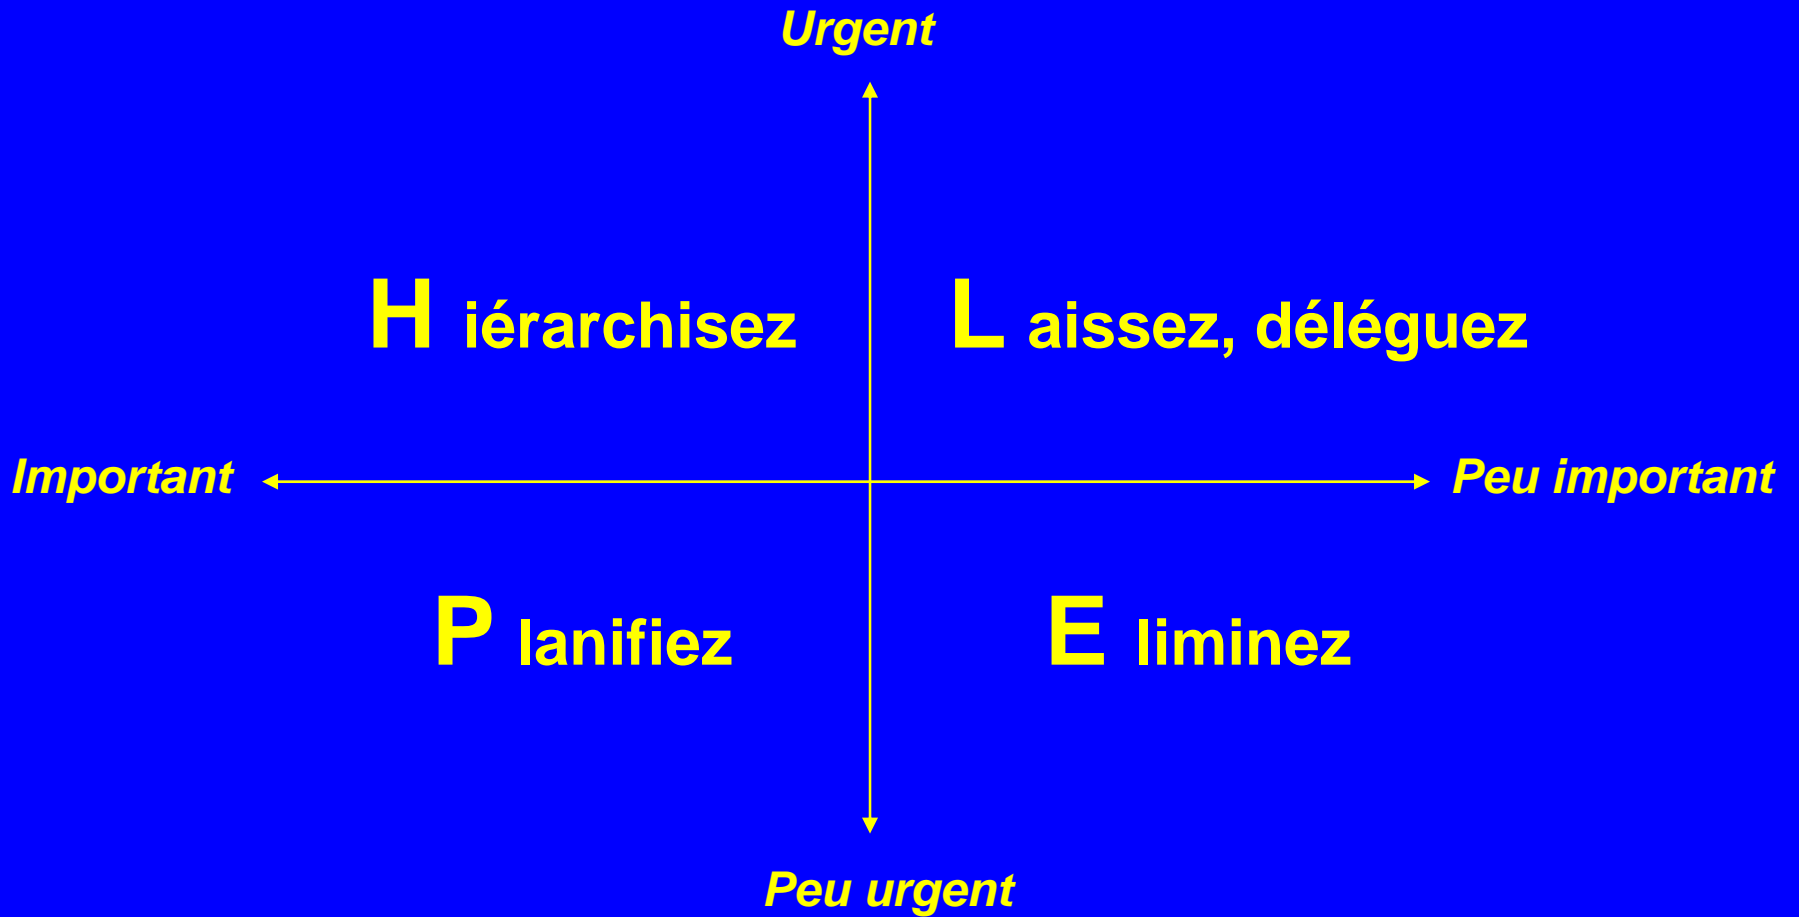 Urgent
H iérarchisez
L aissez, déléguez
Important
Peu important
P lanifiez
E liminez
Peu urgent